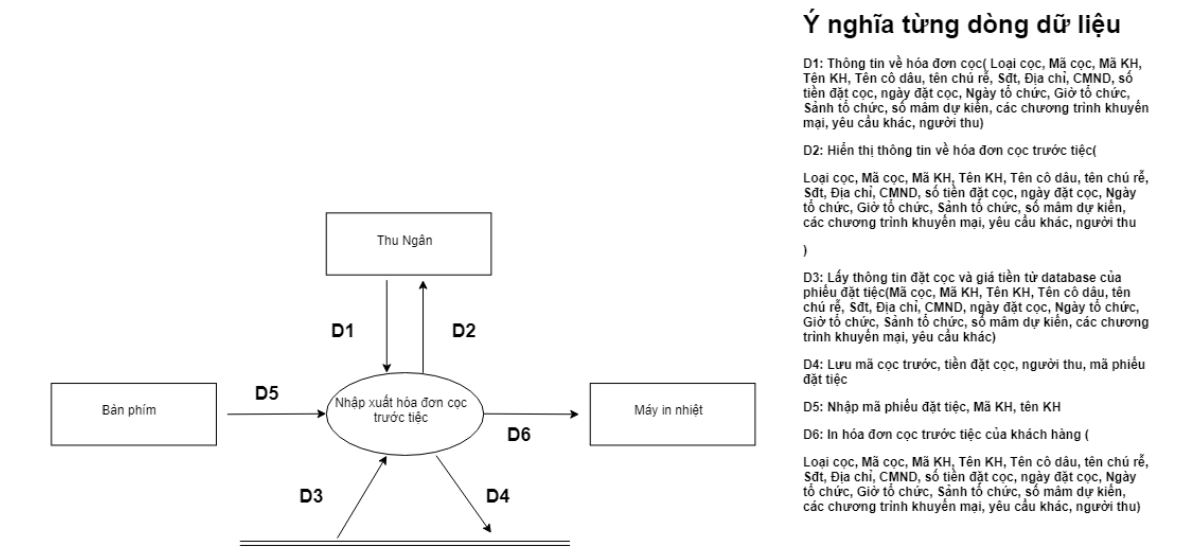 Ý nghĩa từng dòng dữ liệu
D1: Thông tin về hóa đơn cọc( Loại cọc, Mã cọc, Mã KH,
Tên KH, Tên cô dâu, tên chú rể, Sđt, Địa chỉ, CMND, số
tiền đặt cọc, ngày đặt cọc, Ngày tổ chức, Giờ tổ chức,
Sảnh tổ chức, số mâm dự kiến, các chương trình khuyến
mại, yêu cầu khác, người thu)
D2: Hiển thị thông tin về hóa đơn cọc trước tiệc(
Loại cọc, Mã cọc, Mã KH, Tên KH, Tên cô dâu, tên chú rể,
Sđt, Địa chỉ, CMND, số tiền đặt cọc, ngày đặt cọc, Ngày
tổ chức, Giờ tổ chức, Sảnh tổ chức, số mâm dự kiến,
các chương trình khuyến mại, yêu cầu khác, người thu
)
D3: Lấy thông tin đặt cọc và giá tiền từ database của
phiếu đặt tiệc(Mã cọc, Mã KH, Tên KH, Tên cô dâu, tên
chú rể, Sđt, Địa chỉ, CMND, ngày đặt cọc, Ngày tổ chức,
Giờ tổ chức, Sảnh tổ chức, số mâm dự kiến, các chương
trình khuyến mại, yêu cầu khác)
D4: Lưu mã cọc trước, tiền đặt cọc, người thu, mã phiếu
đặt tiệc
D5: Nhập mã phiếu đặt tiệc, Mã KH, tên KH
D6: In hóa đơn cọc trước tiệc của khách hàng (
Loại cọc, Mã cọc, Mã KH, Tên KH, Tên cô dâu, tên chú rể,
Sđt, Địa chỉ, CMND, số tiền đặt cọc, ngày đặt cọc, Ngày
tổ chức, Giờ tổ chức, Sảnh tổ chức, số mâm dự kiến,
các chương trình khuyến mại, yêu cầu khác, người thu)
Thu Ngân
D1
D2
Bàn phím
D5
Nhập xuất hóa đơn cọc
trước tiệc
D6
Máy in nhiệt
D3
D4